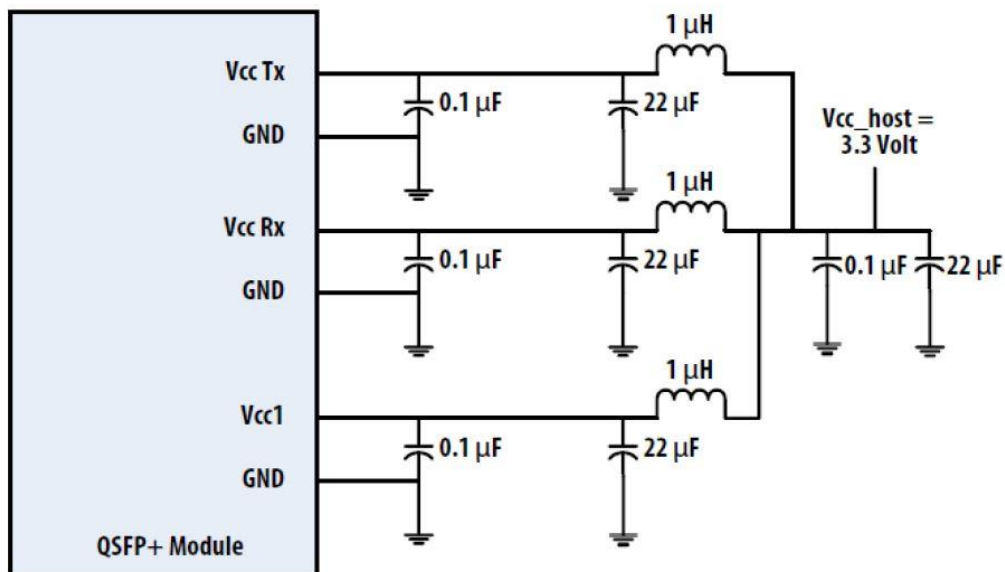 1 μH
Vcc Tx
0.1 μF
22 μF
GND
Vcc_host =
3.3 Volt
1 μH
Vcc Rx
0.1 μF
22 μF
0.1 μF
22 μF
GND
1 μH
Vcc1
0.1 μF
22 μF
GND
QSFP+ Module